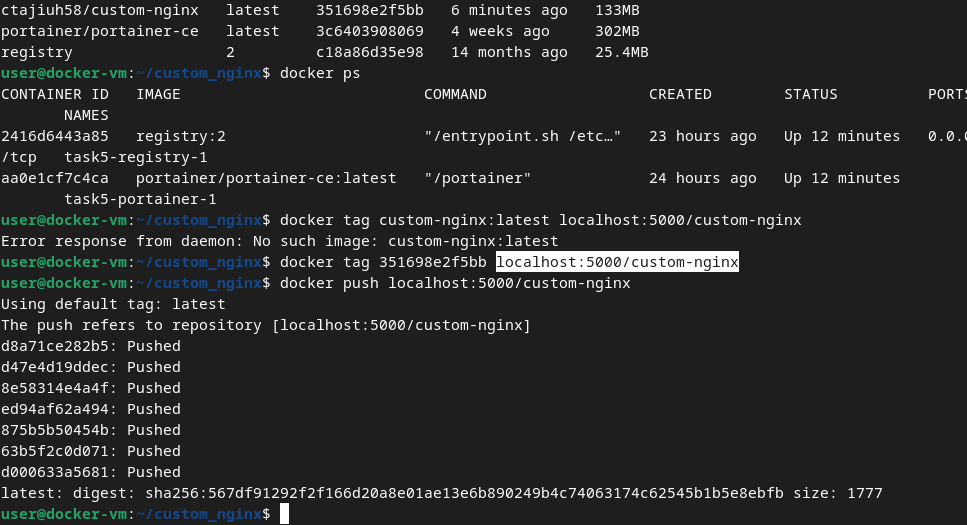 ctajiuh58/custom-nginx   latest    351698e2f5bb   6 minutes ago   133MB
portainer/portainer-ce   latest    3c6403908069   4 weeks ago     302MB
registry                 2         c18a86d35e98   14 months ago   25.4MB
user@docker-vm:~/custom_nginx$ docker ps
CONTAINER ID   IMAGE                           COMMAND                  CREATED        STATUS          PORTS
       NAMES
2416d6443a85   registry:2                      "/entrypoint.sh /etc…"   23 hours ago   Up 12 minutes   0.0.0
/tcp   task5-registry-1
aa0e1cf7c4ca   portainer/portainer-ce:latest   "/portainer"             24 hours ago   Up 12 minutes
       task5-portainer-1
user@docker-vm:~/custom_nginx$ docker tag custom-nginx:latest localhost:5000/custom-nginx
Error response from daemon: No such image: custom-nginx:latest
user@docker-vm:~/custom_nginx$ docker tag 351698e2f5bb localhost:5000/custom-nginx
user@docker-vm:~/custom_nginx$ docker push localhost:5000/custom-nginx
Using default tag: latest
The push refers to repository [localhost:5000/custom-nginx]
d8a71ce282b5: Pushed
d47e4d19ddec: Pushed
8e58314e4a4f: Pushed
ed94af62a494: Pushed
875b5b50454b: Pushed
63b5f2c0d071: Pushed
d000633a5681: Pushed
latest: digest: sha256:567df91292f2f166d20a8e01ae13e6b890249b4c74063174c62545b1b5e8ebfb size: 1777
user@docker-vm:~/custom_nginx$